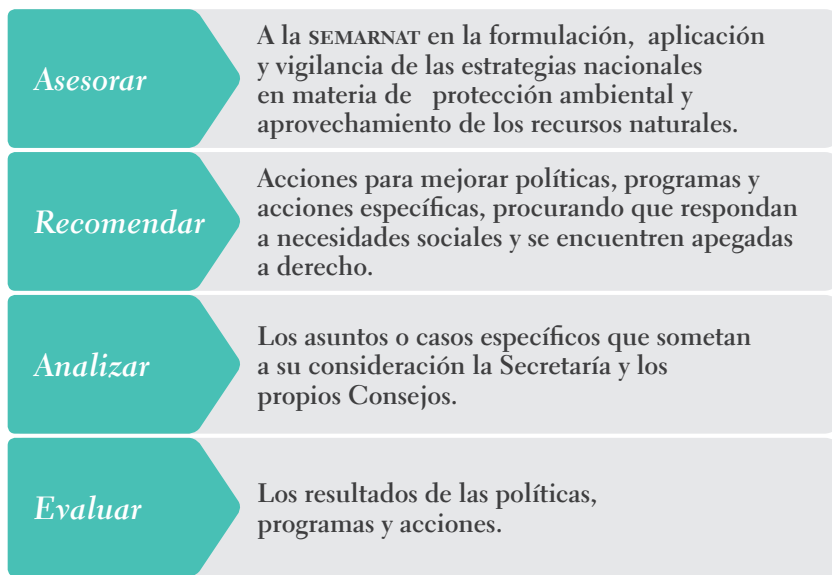 Asesorar
A la SEMARNAT en la formulación, aplicación
y vigilancia de las estrategias nacionales
en materia de protección ambiental y
aprovechamiento de los recursos naturales.
Recomendar
Acciones para mejorar políticas, programas y
acciones específicas, procurando que respondan
a necesidades sociales y se encuentren apegadas
a derecho.
Analizar
Los asuntos o casos específicos que sometan
a su consideración la Secretaría y los
propios Consejos.
Evaluar
Los resultados de las políticas,
programas y acciones.